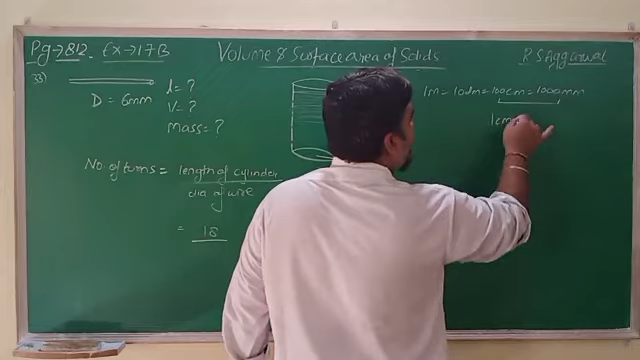 Pg→812. Ex→17B
Volume & Surface area of Solids
R S Aggarwal
33)
D = 6mm
l = ?
V = ?
mass = ?
1m = 10dm = 100cm = 1000mm
1cm
No. of turns = length of cylinder
dia of wire
= 18